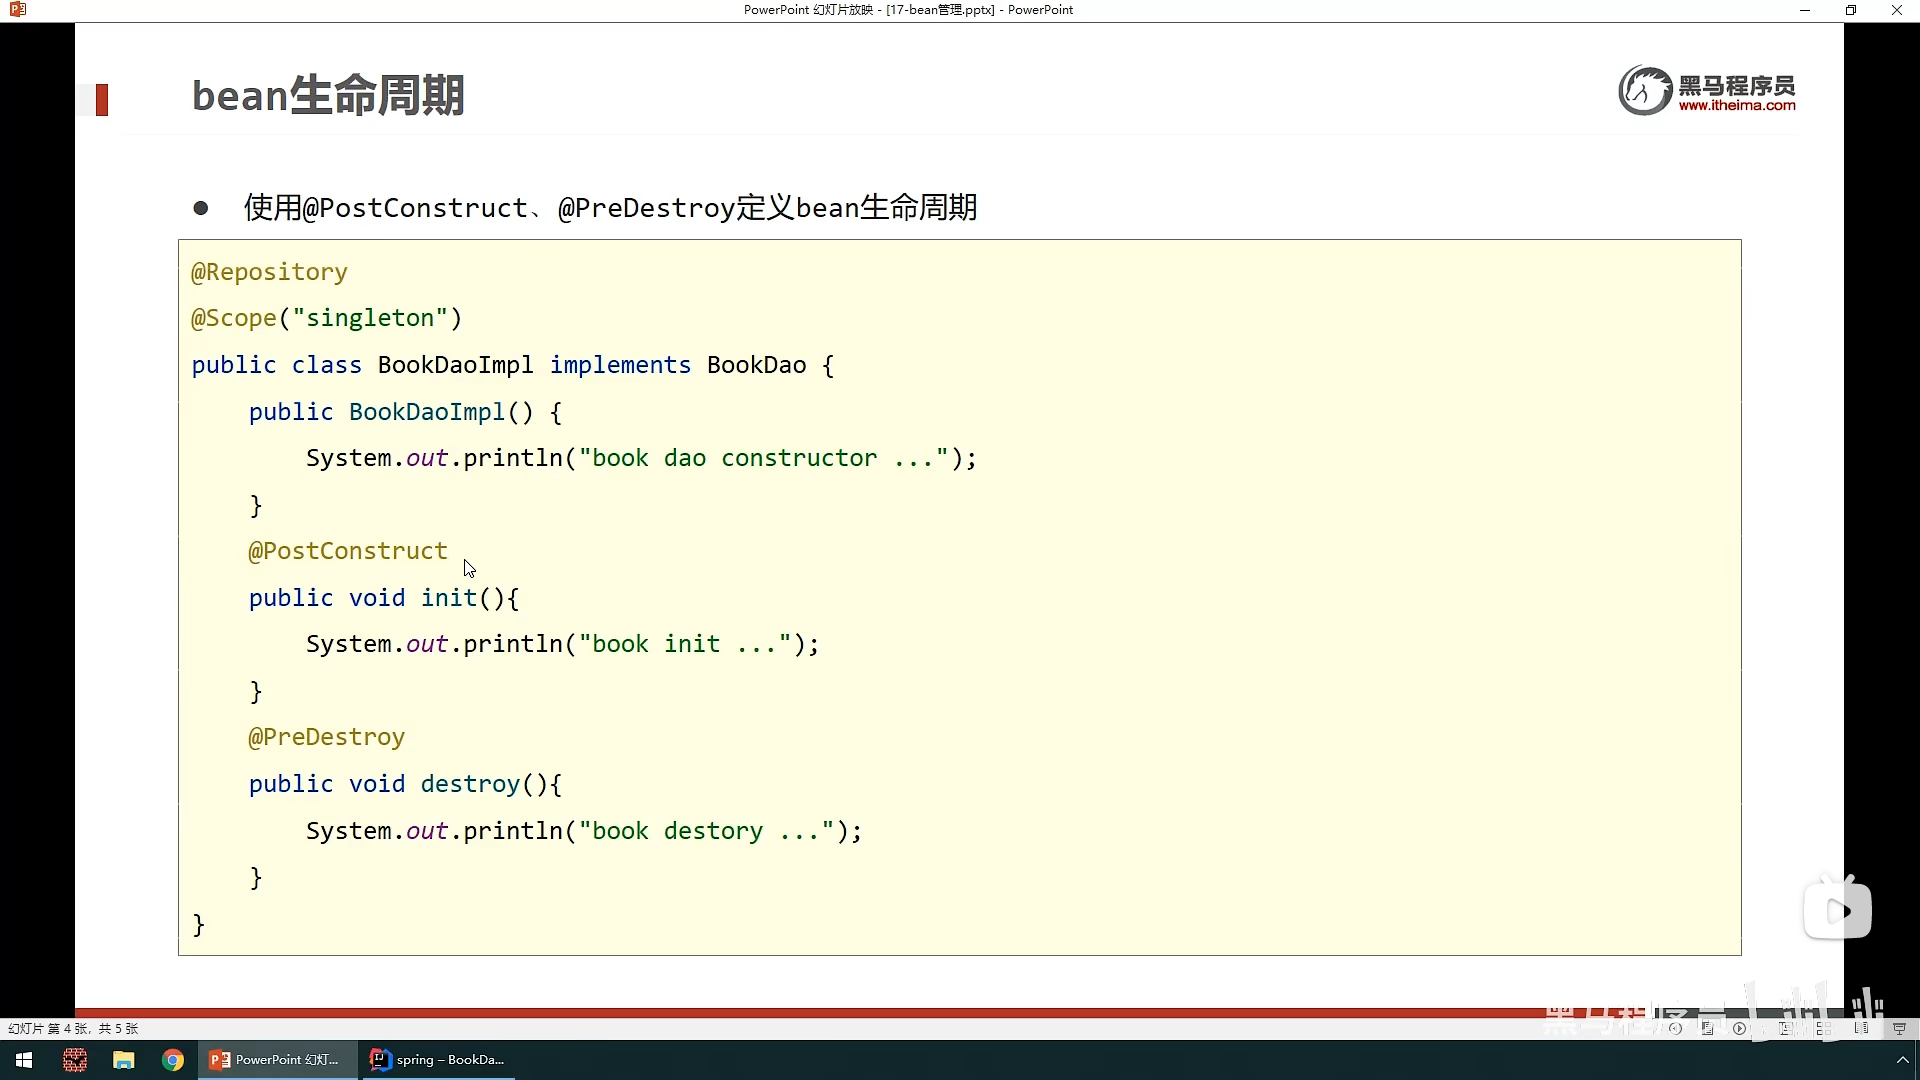 PowerPoint 幻灯片放映 - [17-bean管理.pptx] - PowerPoint
bean生命周期
黑马程序员
www.itheima.com
● 使用@PostConstruct、@PreDestroy定义bean生命周期
@Repository
@Scope("singleton")
public class BookDaoImpl implements BookDao {
    public BookDaoImpl() {
        System.out.println("book dao constructor ...");
    }
    @PostConstruct
    public void init(){
        System.out.println("book init ...");
    }
    @PreDestroy
    public void destroy(){
        System.out.println("book destory ...");
    }
}
黑马程序员
幻灯片 第 4 张，共 5 张
PowerPoint 幻灯...
spring – BookDa...